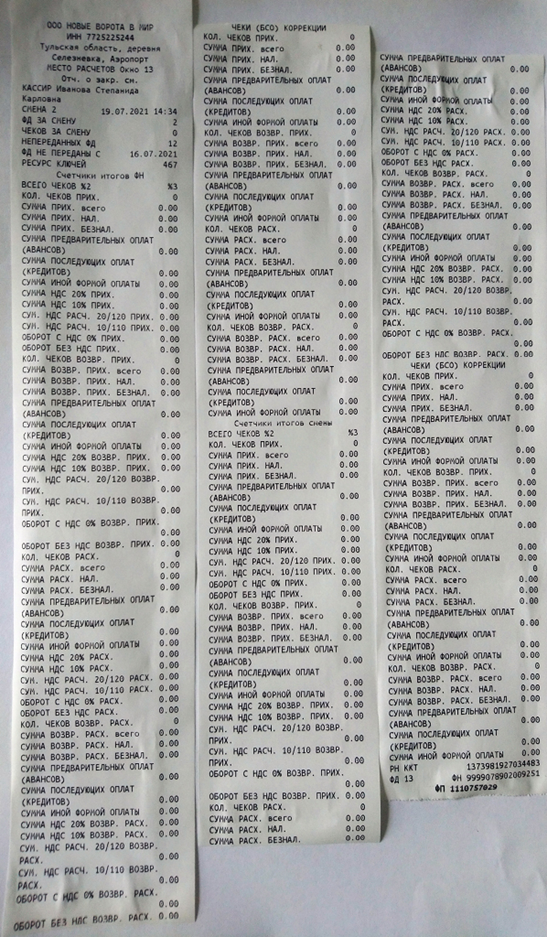 ООО НОВЫЕ ВОРОТА В МИР
ИНН 7725225244
Тульская область, деревня
Селезневка, Аэропорт
МЕСТО РАСЧЕТОВ Окно 13
Отч. о закр. см.
КАССИР Иванова Степанида
Карловна
СМЕНА 2 19.07.2021 14:34
ФД ЗА СМЕНУ 2
ЧЕКОВ ЗА СМЕНУ 0
НЕПЕРЕДАННЫХ ФД 12
ФД НЕ ПЕРЕДАНЫ С 16.07.2021
РЕСУРС КЛЮЧЕЙ 467
Счетчики итогов ФН
ВСЕГО ЧЕКОВ %2 %3
КОЛ. ЧЕКОВ ПРИХ. 0
СУММА ПРИХ. всего 0.00
СУММА ПРИХ. НАЛ. 0.00
СУММА ПРИХ. БЕЗНАЛ. 0.00
СУММА ПРЕДВАРИТЕЛЬНЫХ ОПЛАТ
(АВАНСОВ) 0.00
СУММА ПОСЛЕДУЮЩИХ ОПЛАТ
(КРЕДИТОВ) 0.00
СУММА ИНОЙ ФОРМОЙ ОПЛАТЫ 0.00
СУММА НДС 20% ПРИХ. 0.00
СУММА НДС 10% ПРИХ. 0.00
СУМ. НДС РАСЧ. 20/120 ПРИХ. 0.00
СУМ. НДС РАСЧ. 10/110 ПРИХ. 0.00
ОБОРОТ С НДС 0% ПРИХ. 0.00
ОБОРОТ БЕЗ НДС ПРИХ. 0.00
КОЛ. ЧЕКОВ ВОЗВР. ПРИХ. 0
СУММА ВОЗВР. ПРИХ. всего 0.00
СУММА ВОЗВР. ПРИХ. НАЛ. 0.00
СУММА ВОЗВР. ПРИХ. БЕЗНАЛ. 0.00
СУММА ПРЕДВАРИТЕЛЬНЫХ ОПЛАТ
(АВАНСОВ) 0.00
СУММА ПОСЛЕДУЮЩИХ ОПЛАТ
(КРЕДИТОВ) 0.00
СУММА ИНОЙ ФОРМОЙ ОПЛАТЫ 0.00
СУММА НДС 20% ВОЗВР. ПРИХ. 0.00
СУММА НДС 10% ВОЗВР. ПРИХ. 0.00
СУМ. НДС РАСЧ. 20/120 ВОЗВР.
ПРИХ. 0.00
СУМ. НДС РАСЧ. 10/110 ВОЗВР.
ПРИХ. 0.00
ОБОРОТ С НДС 0% ВОЗВР. ПРИХ.
0.00
ОБОРОТ БЕЗ НДС ВОЗВР. ПРИХ. 0.00
КОЛ. ЧЕКОВ РАСХ. 0
СУММА РАСХ. всего 0.00
СУММА РАСХ. НАЛ. 0.00
СУММА РАСХ. БЕЗНАЛ. 0.00
СУММА ПРЕДВАРИТЕЛЬНЫХ ОПЛАТ
(АВАНСОВ) 0.00
СУММА ПОСЛЕДУЮЩИХ ОПЛАТ
(КРЕДИТОВ) 0.00
СУММА ИНОЙ ФОРМОЙ ОПЛАТЫ 0.00
СУММА НДС 20% РАСХ. 0.00
СУММА НДС 10% РАСХ. 0.00
СУМ. НДС РАСЧ. 20/120 РАСХ. 0.00
СУМ. НДС РАСЧ. 10/110 РАСХ. 0.00
ОБОРОТ С НДС 0% РАСХ. 0.00
ОБОРОТ БЕЗ НДС РАСХ. 0.00
КОЛ. ЧЕКОВ ВОЗВР. РАСХ. 0
СУММА ВОЗВР. РАСХ. всего 0.00
СУММА ВОЗВР. РАСХ. НАЛ. 0.00
СУММА ВОЗВР. РАСХ. БЕЗНАЛ. 0.00
СУММА ПРЕДВАРИТЕЛЬНЫХ ОПЛАТ
(АВАНСОВ) 0.00
СУММА ПОСЛЕДУЮЩИХ ОПЛАТ
(КРЕДИТОВ) 0.00
СУММА ИНОЙ ФОРМОЙ ОПЛАТЫ 0.00
СУММА НДС 20% ВОЗВР. РАСХ. 0.00
СУММА НДС 10% ВОЗВР. РАСХ. 0.00
СУМ. НДС РАСЧ. 20/120 ВОЗВР.
РАСХ. 0.00
СУМ. НДС РАСЧ. 10/110 ВОЗВР.
РАСХ. 0.00
ОБОРОТ С НДС 0% ВОЗВР. РАСХ.
0.00
ОБОРОТ БЕЗ НДС ВОЗВР. РАСХ. 0.00
ЧЕКИ (БСО) КОРРЕКЦИИ
КОЛ. ЧЕКОВ ПРИХ. 0
СУММА ПРИХ. всего 0.00
СУММА ПРИХ. НАЛ. 0.00
СУММА ПРИХ. БЕЗНАЛ. 0.00
СУММА ПРЕДВАРИТЕЛЬНЫХ ОПЛАТ
(АВАНСОВ) 0.00
СУММА ПОСЛЕДУЮЩИХ ОПЛАТ
(КРЕДИТОВ) 0.00
СУММА ИНОЙ ФОРМОЙ ОПЛАТЫ 0.00
КОЛ. ЧЕКОВ ВОЗВР. ПРИХ. 0
СУММА ВОЗВР. ПРИХ. всего 0.00
СУММА ВОЗВР. ПРИХ. НАЛ. 0.00
СУММА ВОЗВР. ПРИХ. БЕЗНАЛ. 0.00
СУММА ПРЕДВАРИТЕЛЬНЫХ ОПЛАТ
(АВАНСОВ) 0.00
СУММА ПОСЛЕДУЮЩИХ ОПЛАТ
(КРЕДИТОВ) 0.00
СУММА ИНОЙ ФОРМОЙ ОПЛАТЫ 0.00
КОЛ. ЧЕКОВ РАСХ. 0
СУММА РАСХ. всего 0.00
СУММА РАСХ. НАЛ. 0.00
СУММА РАСХ. БЕЗНАЛ. 0.00
СУММА ПРЕДВАРИТЕЛЬНЫХ ОПЛАТ
(АВАНСОВ) 0.00
СУММА ПОСЛЕДУЮЩИХ ОПЛАТ
(КРЕДИТОВ) 0.00
СУММА ИНОЙ ФОРМОЙ ОПЛАТЫ 0.00
КОЛ. ЧЕКОВ ВОЗВР. РАСХ. 0
СУММА ВОЗВР. РАСХ. всего 0.00
СУММА ВОЗВР. РАСХ. НАЛ. 0.00
СУММА ВОЗВР. РАСХ. БЕЗНАЛ. 0.00
СУММА ПРЕДВАРИТЕЛЬНЫХ ОПЛАТ
(АВАНСОВ) 0.00
СУММА ПОСЛЕДУЮЩИХ ОПЛАТ
(КРЕДИТОВ) 0.00
СУММА ИНОЙ ФОРМОЙ ОПЛАТЫ 0.00
Счетчики итогов смены
ВСЕГО ЧЕКОВ %2 %3
КОЛ. ЧЕКОВ ПРИХ. 0
СУММА ПРИХ. всего 0.00
СУММА ПРИХ. НАЛ. 0.00
СУММА ПРИХ. БЕЗНАЛ. 0.00
СУММА ПРЕДВАРИТЕЛЬНЫХ ОПЛАТ
(АВАНСОВ) 0.00
СУММА ПОСЛЕДУЮЩИХ ОПЛАТ
(КРЕДИТОВ) 0.00
СУММА ИНОЙ ФОРМОЙ ОПЛАТЫ 0.00
СУММА НДС 20% ПРИХ. 0.00
СУММА НДС 10% ПРИХ. 0.00
СУМ. НДС РАСЧ. 20/120 ПРИХ. 0.00
СУМ. НДС РАСЧ. 10/110 ПРИХ. 0.00
ОБОРОТ С НДС 0% ПРИХ. 0.00
ОБОРОТ БЕЗ НДС ПРИХ. 0.00
КОЛ. ЧЕКОВ ВОЗВР. ПРИХ. 0
СУММА ВОЗВР. ПРИХ. всего 0.00
СУММА ВОЗВР. ПРИХ. НАЛ. 0.00
СУММА ВОЗВР. ПРИХ. БЕЗНАЛ. 0.00
СУММА ПРЕДВАРИТЕЛЬНЫХ ОПЛАТ
(АВАНСОВ) 0.00
СУММА ПОСЛЕДУЮЩИХ ОПЛАТ
(КРЕДИТОВ) 0.00
СУММА ИНОЙ ФОРМОЙ ОПЛАТЫ 0.00
СУММА НДС 20% ВОЗВР. ПРИХ. 0.00
СУММА НДС 10% ВОЗВР. ПРИХ. 0.00
СУМ. НДС РАСЧ. 20/120 ВОЗВР.
ПРИХ. 0.00
СУМ. НДС РАСЧ. 10/110 ВОЗВР.
ПРИХ. 0.00
ОБОРОТ С НДС 0% ВОЗВР. ПРИХ.
0.00
ОБОРОТ БЕЗ НДС ВОЗВР. ПРИХ. 0.00
КОЛ. ЧЕКОВ РАСХ. 0
СУММА РАСХ. всего 0.00
СУММА РАСХ. НАЛ. 0.00
СУММА РАСХ. БЕЗНАЛ. 0.00
СУММА ПРЕДВАРИТЕЛЬНЫХ ОПЛАТ
(АВАНСОВ) 0.00
СУММА ПОСЛЕДУЮЩИХ ОПЛАТ
(КРЕДИТОВ) 0.00
СУММА ИНОЙ ФОРМОЙ ОПЛАТЫ 0.00
СУММА НДС 20% РАСХ. 0.00
СУММА НДС 10% РАСХ. 0.00
СУМ. НДС РАСЧ. 20/120 РАСХ. 0.00
СУМ. НДС РАСЧ. 10/110 РАСХ. 0.00
ОБОРОТ С НДС 0% РАСХ. 0.00
ОБОРОТ БЕЗ НДС РАСХ. 0.00
КОЛ. ЧЕКОВ ВОЗВР. РАСХ. 0
СУММА ВОЗВР. РАСХ. всего 0.00
СУММА ВОЗВР. РАСХ. НАЛ. 0.00
СУММА ВОЗВР. РАСХ. БЕЗНАЛ. 0.00
СУММА ПРЕДВАРИТЕЛЬНЫХ ОПЛАТ
(АВАНСОВ) 0.00
СУММА ПОСЛЕДУЮЩИХ ОПЛАТ
(КРЕДИТОВ) 0.00
СУММА ИНОЙ ФОРМОЙ ОПЛАТЫ 0.00
СУММА НДС 20% ВОЗВР. РАСХ. 0.00
СУММА НДС 10% ВОЗВР. РАСХ. 0.00
СУМ. НДС РАСЧ. 20/120 ВОЗВР.
РАСХ. 0.00
СУМ. НДС РАСЧ. 10/110 ВОЗВР.
РАСХ. 0.00
ОБОРОТ С НДС 0% ВОЗВР. РАСХ.
0.00
ОБОРОТ БЕЗ НДС ВОЗВР. РАСХ. 0.00
ЧЕКИ (БСО) КОРРЕКЦИИ
КОЛ. ЧЕКОВ ПРИХ. 0
СУММА ПРИХ. всего 0.00
СУММА ПРИХ. НАЛ. 0.00
СУММА ПРИХ. БЕЗНАЛ. 0.00
СУММА ПРЕДВАРИТЕЛЬНЫХ ОПЛАТ
(АВАНСОВ) 0.00
СУММА ПОСЛЕДУЮЩИХ ОПЛАТ
(КРЕДИТОВ) 0.00
СУММА ИНОЙ ФОРМОЙ ОПЛАТЫ 0.00
КОЛ. ЧЕКОВ ВОЗВР. ПРИХ. 0
СУММА ВОЗВР. ПРИХ. всего 0.00
СУММА ВОЗВР. ПРИХ. НАЛ. 0.00
СУММА ВОЗВР. ПРИХ. БЕЗНАЛ. 0.00
СУММА ПРЕДВАРИТЕЛЬНЫХ ОПЛАТ
(АВАНСОВ) 0.00
СУММА ПОСЛЕДУЮЩИХ ОПЛАТ
(КРЕДИТОВ) 0.00
СУММА ИНОЙ ФОРМОЙ ОПЛАТЫ 0.00
КОЛ. ЧЕКОВ РАСХ. 0
СУММА РАСХ. всего 0.00
СУММА РАСХ. НАЛ. 0.00
СУММА РАСХ. БЕЗНАЛ. 0.00
СУММА ПРЕДВАРИТЕЛЬНЫХ ОПЛАТ
(АВАНСОВ) 0.00
СУММА ПОСЛЕДУЮЩИХ ОПЛАТ
(КРЕДИТОВ) 0.00
СУММА ИНОЙ ФОРМОЙ ОПЛАТЫ 0.00
КОЛ. ЧЕКОВ ВОЗВР. РАСХ. 0
СУММА ВОЗВР. РАСХ. всего 0.00
СУММА ВОЗВР. РАСХ. НАЛ. 0.00
СУММА ВОЗВР. РАСХ. БЕЗНАЛ. 0.00
СУММА ПРЕДВАРИТЕЛЬНЫХ ОПЛАТ
(АВАНСОВ) 0.00
СУММА ПОСЛЕДУЮЩИХ ОПЛАТ
(КРЕДИТОВ) 0.00
СУММА ИНОЙ ФОРМОЙ ОПЛАТЫ 0.00
РН ККТ 1373981927034483
ФД 13 ФН 9999078902009251
ФП 1110757029